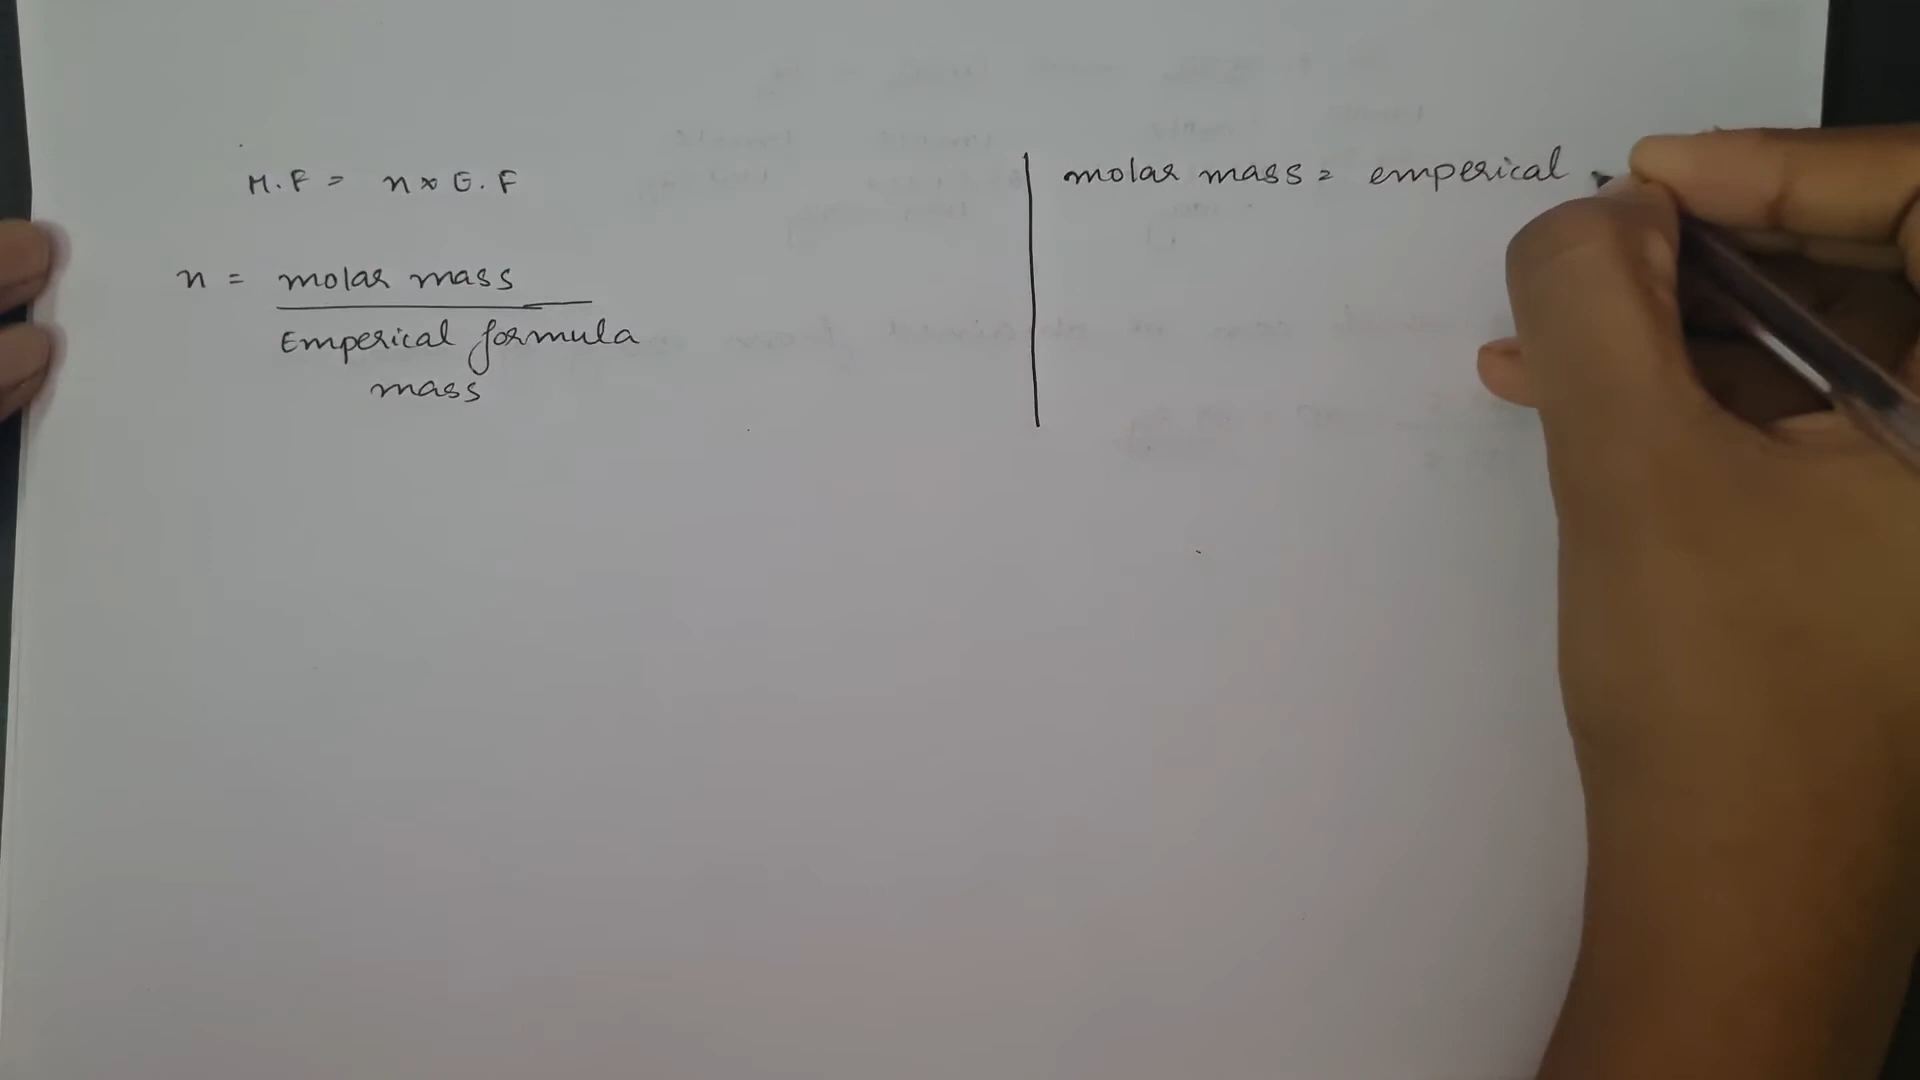 M.F = n × E.F
n = molar mass
Emperical formula
mass
molar mass = emperical